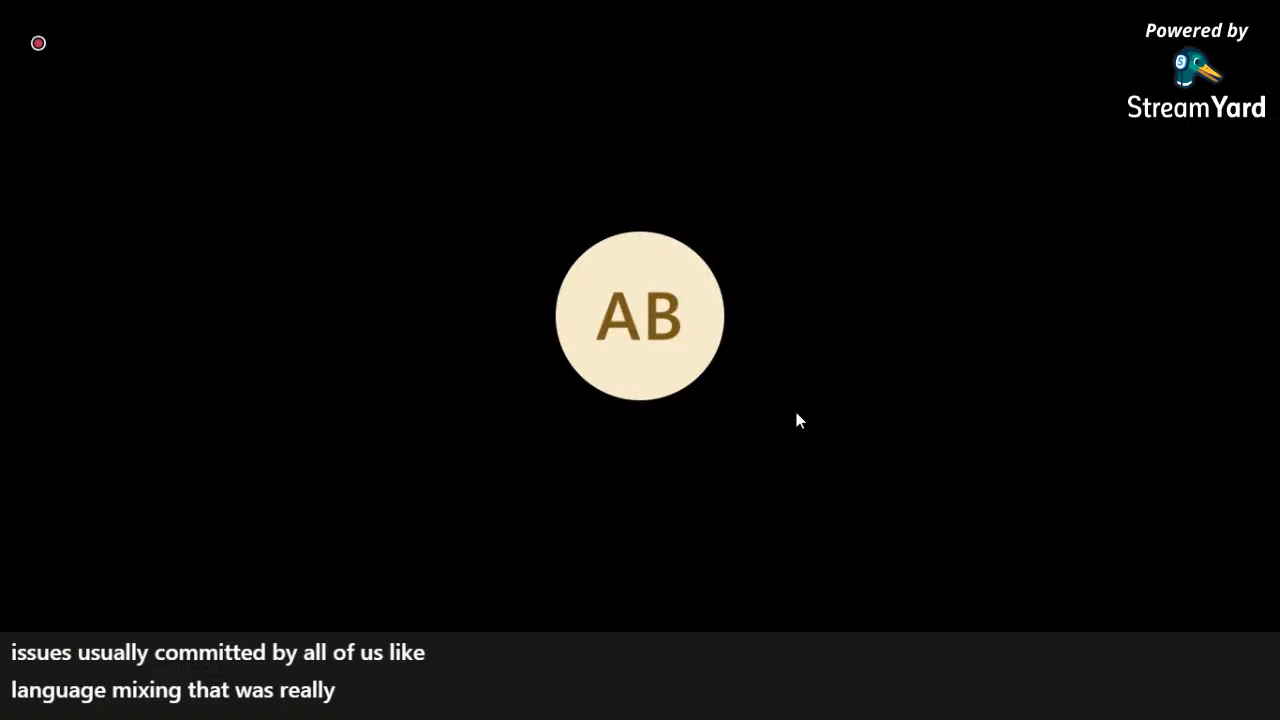 Powered by
StreamYard
AB
issues usually committed by all of us like
language mixing that was really